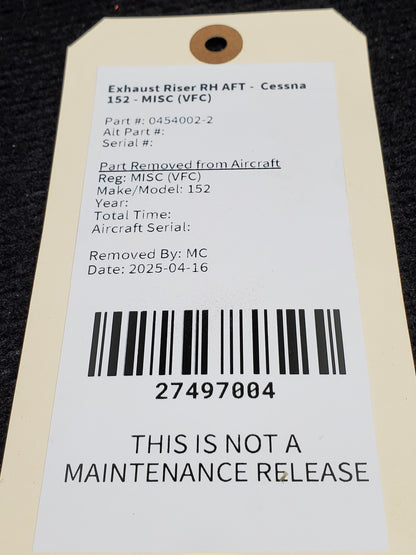 Exhaust Riser RH AFT - Cessna
152 - MISC (VFC)
Part #: 0454002-2
Alt Part #:
Serial #:
Part Removed from Aircraft
Reg: MISC (VFC)
Make/Model: 152
Year:
Total Time:
Aircraft Serial:
Removed By: MC
Date: 2025-04-16
27497004
THIS IS NOT A
MAINTENANCE RELEASE